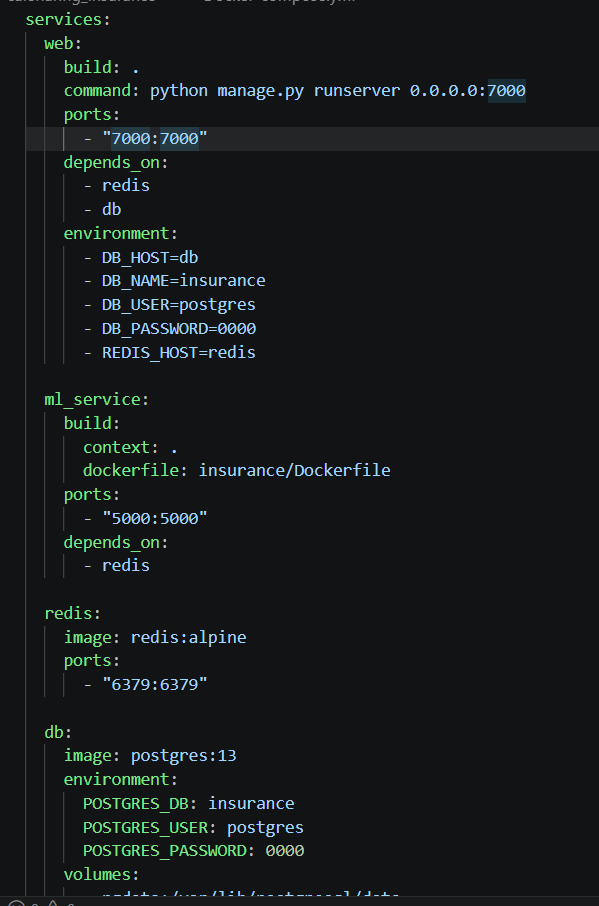 services:
  web:
    build: .
    command: python manage.py runserver 0.0.0.0:7000
    ports:
      - "7000:7000"
    depends_on:
      - redis
      - db
    environment:
      - DB_HOST=db
      - DB_NAME=insurance
      - DB_USER=postgres
      - DB_PASSWORD=0000
      - REDIS_HOST=redis

  ml_service:
    build:
      context: .
      dockerfile: insurance/Dockerfile
    ports:
      - "5000:5000"
    depends_on:
      - redis

  redis:
    image: redis:alpine
    ports:
      - "6379:6379"

  db:
    image: postgres:13
    environment:
      POSTGRES_DB: insurance
      POSTGRES_USER: postgres
      POSTGRES_PASSWORD: 0000
    volumes: